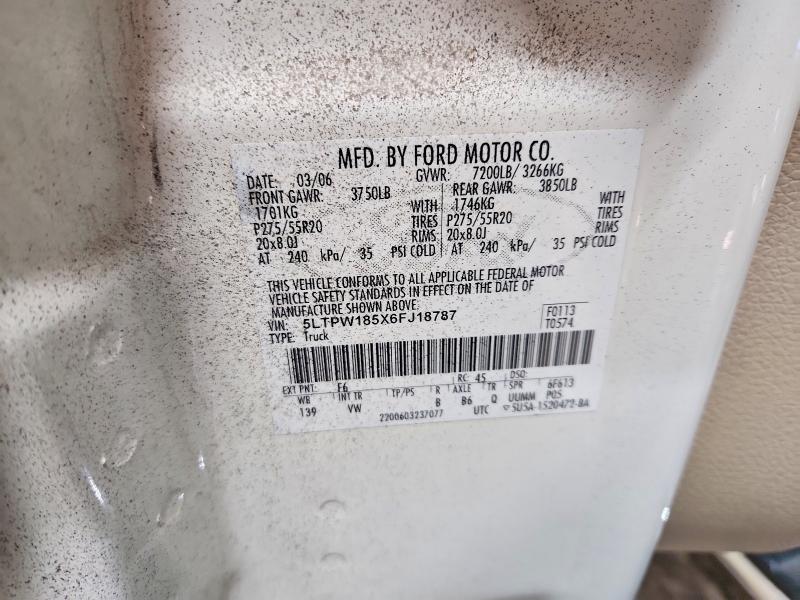 MFD. BY FORD MOTOR CO.
DATE: 03/06 GVWR: 7200LB/ 3266KG
FRONT GAWR: 3750LB REAR GAWR: 3850LB
1701KG WITH 1746KG WITH
P275/55R20 TIRES P275/55R20 TIRES
20x8.0J RIMS 20x8.0J RIMS
AT 240 kPa/ 35 PSI COLD AT 240 kPa/ 35 PSI COLD
THIS VEHICLE CONFORMS TO ALL APPLICABLE FEDERAL MOTOR
VEHICLE SAFETY STANDARDS IN EFFECT ON THE DATE OF
MANUFACTURE SHOWN ABOVE.
VIN: 5LTPW185X6FJ18787 F0113
TYPE: Truck T0574
EXT PNT: F6 RC: 45 DSO:
WB INT TR TP/PS R AXLE TR SPR 6F613
139 VW B B6 Q UUMM POS
2200603237077 UTC 5U5A-1520472-BA